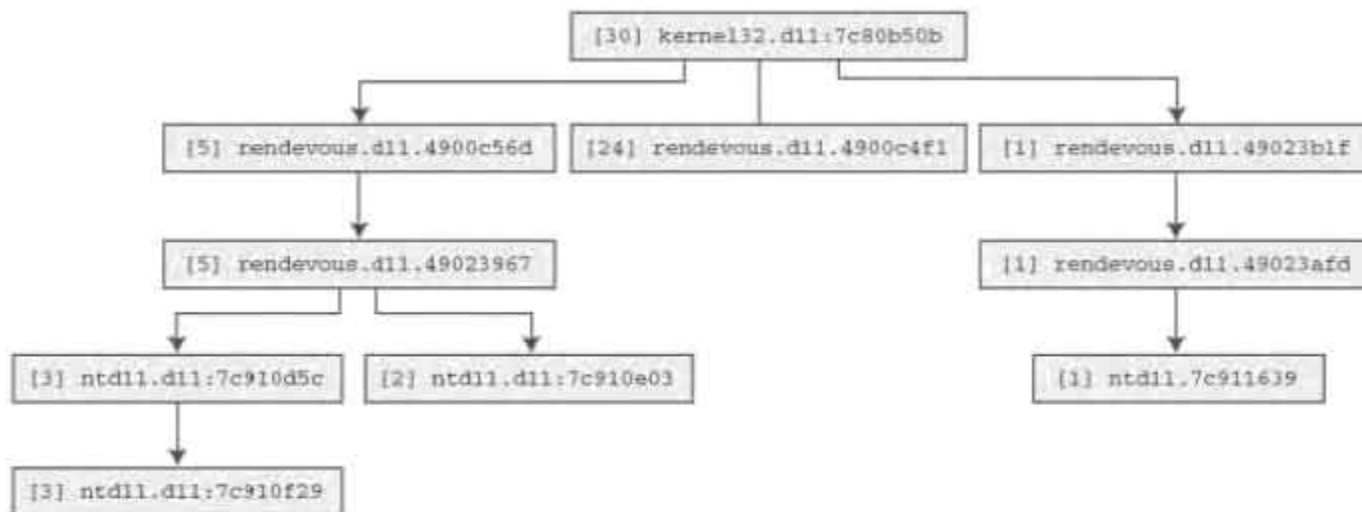 [30] kernel32.dll:7c80b50b
[5] rendevous.dll.4900c56d
[24] rendevous.dll.4900c4f1
[1] rendevous.dll.49023b1f
[5] rendevous.dll.49023967
[1] rendevous.dll.49023afd
[3] ntdll.dll:7c910d5c
[2] ntdll.dll:7c910e03
[1] ntdll.7c911639
[3] ntdll.dll:7c910f29